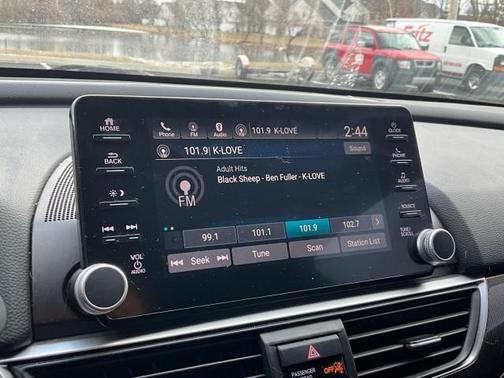 Fritz
HOME
Phone
FM
Audio
101.9 K-LOVE
2:44
CLOCK
101.9 K-LOVE
Sound
BACK
Adult Hits
Black Sheep - Ben Fuller - K-LOVE
PHONE
FM
AUDIO
SOURCE
99.1
101.1
101.9
102.7
TUNE/
SCROLL
Seek
Tune
Scan
Station List
VOL
AUDIO
PASSENGER
OFF